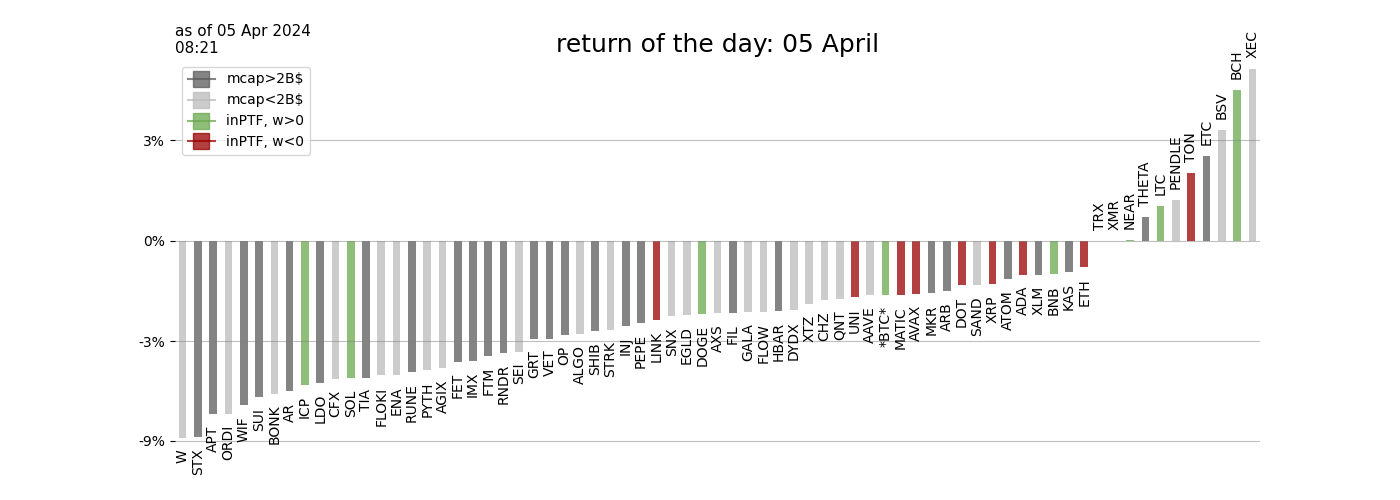 as of 05 Apr 2024
08:21
return of the day: 05 April
mcap>2B$
mcap<2B$
inPTF, w>0
inPTF, w<0
3%
0%
-3%
-9%
W
STX
APT
ORDI
WIF
SUI
BONK
AR
ICP
LDO
CFX
SOL
TIA
FLOKI
ENA
RUNE
PYTH
AGIX
FET
IMX
FTM
RNDR
SEI
GRT
VET
OP
ALGO
SHIB
STRK
INJ
PEPE
LINK
SNX
EGLD
DOGE
AXS
FIL
GALA
FLOW
HBAR
DYDX
XTZ
CHZ
QNT
UNI
AAVE
*BTC*
MATIC
AVAX
MKR
ARB
DOT
SAND
XRP
ATOM
ADA
XLM
BNB
KAS
ETH
TRX
XMR
NEAR
THETA
LTC
PENDLE
TON
ETC
BSV
BCH
XEC